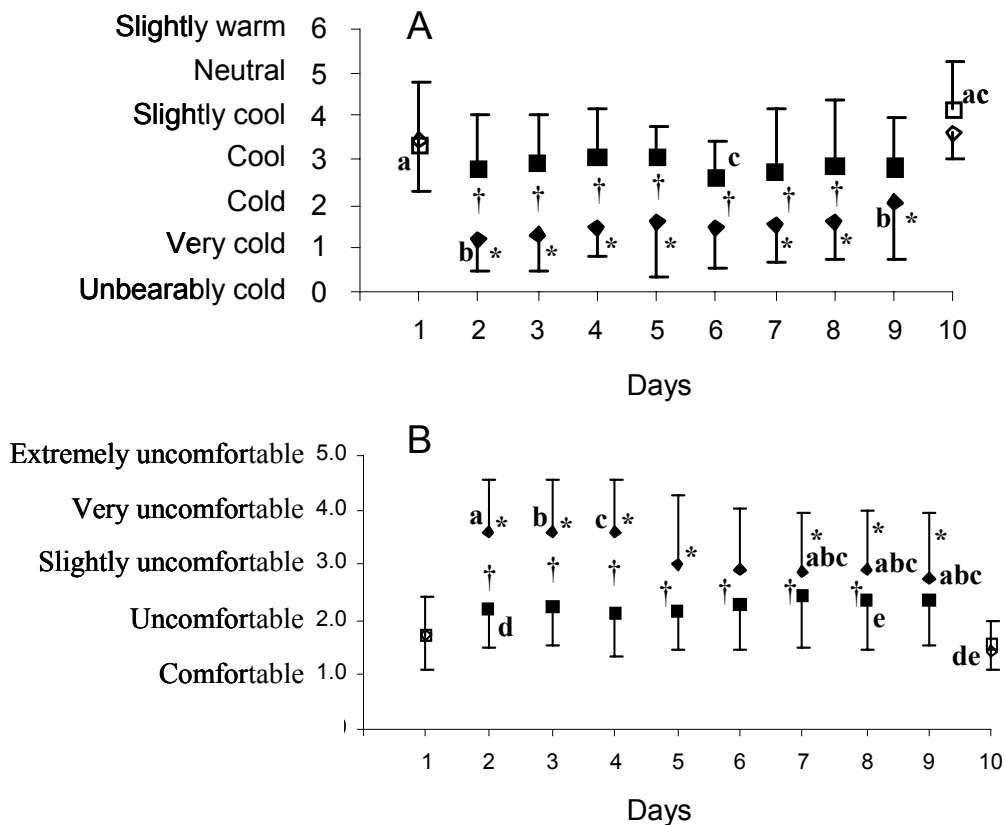 A
Slightly warm 6
Neutral 5
Slightly cool 4
ac
Cool 3
a
c
† † † † † † †
Cold 2
b * * * * * * b *
Very cold 1
Unbearably cold 0
1 2 3 4 5 6 7 8 9 10
Days
B
Extremely uncomfortable 5.0
Very uncomfortable 4.0
a * b * c * * * * *
Slightly uncomfortable 3.0
abc abc abc
† † † † † † †
Uncomfortable 2.0
d e
de
Comfortable 1.0
1 2 3 4 5 6 7 8 9 10
Days